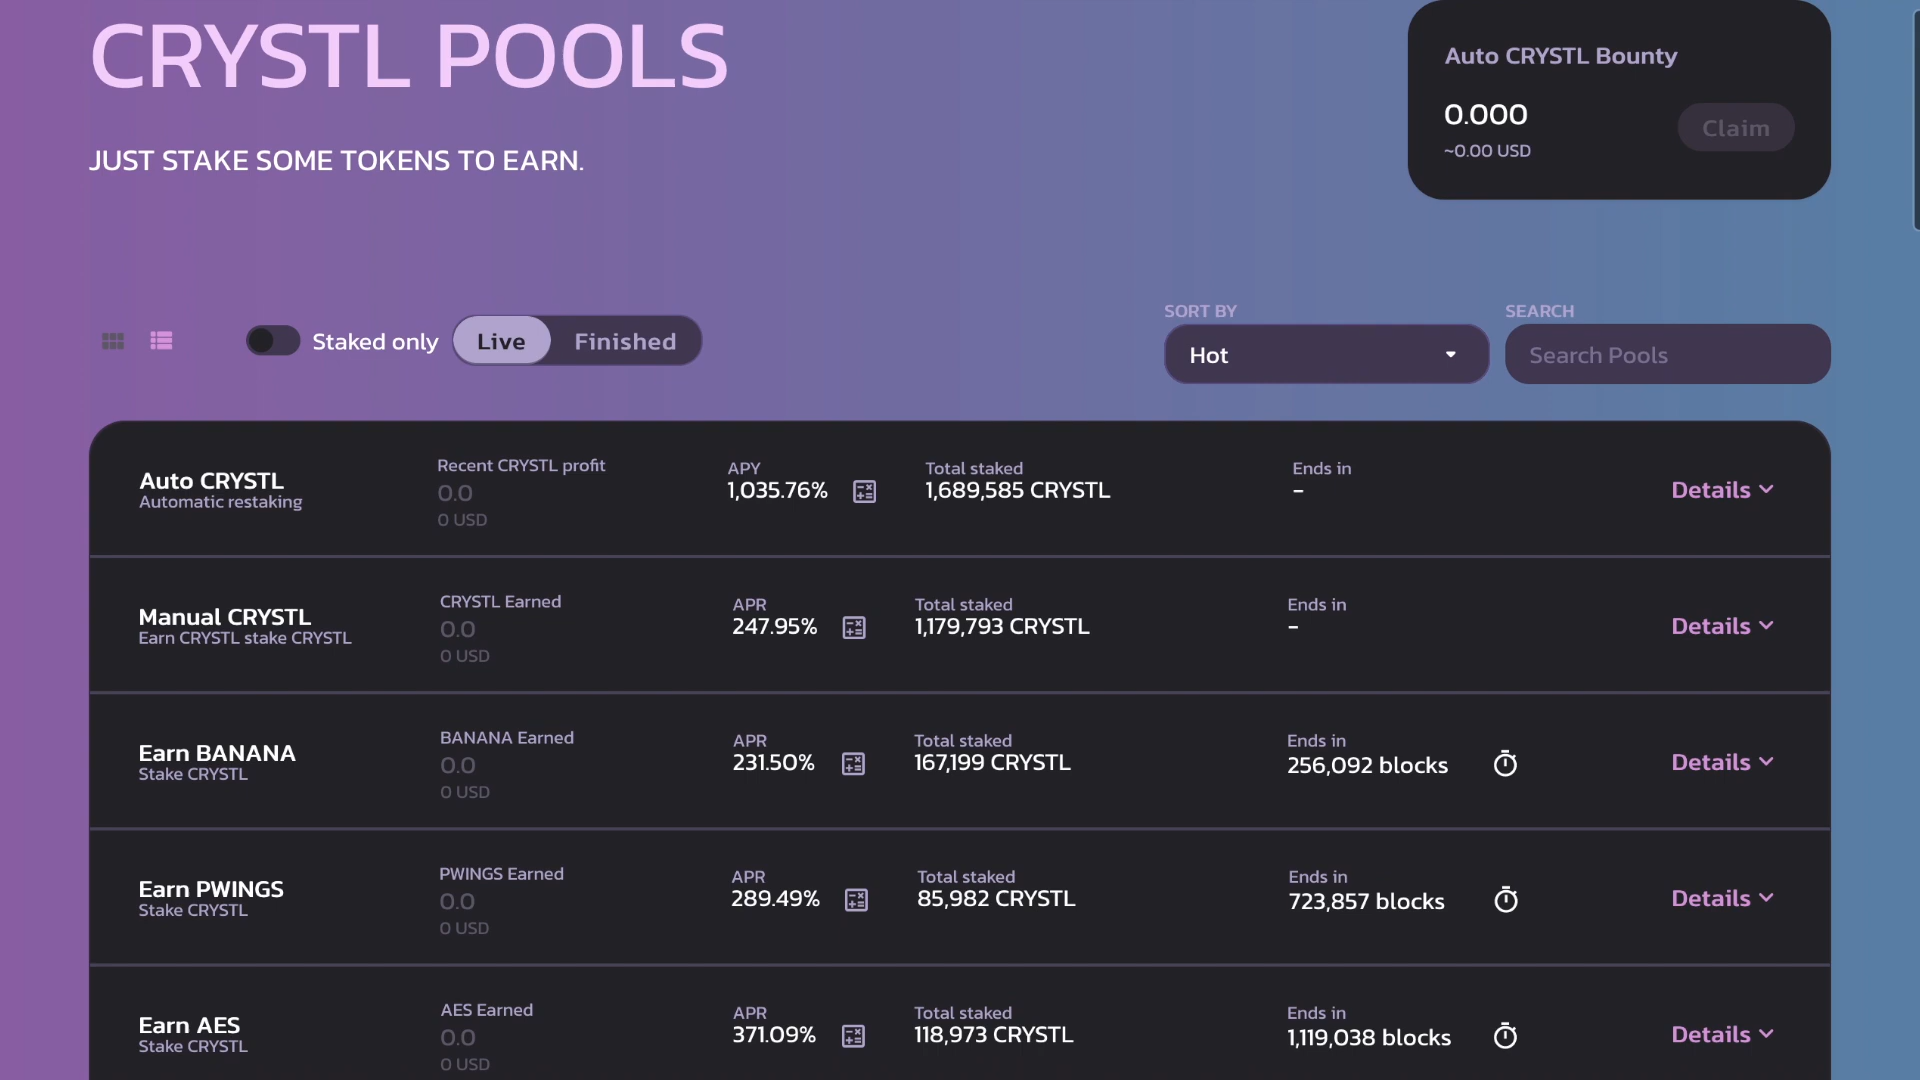 CRYSTL POOLS
JUST STAKE SOME TOKENS TO EARN.
Auto CRYSTL Bounty
0.000
~0.00 USD
Claim
Staked only
Live
Finished
SORT BY
Hot
SEARCH
Search Pools
Auto CRYSTL
Automatic restaking
Recent CRYSTL profit
0.0
0 USD
APY
1,035.76%
Total staked
1,689,585 CRYSTL
Ends in
-
Details
Manual CRYSTL
Earn CRYSTL stake CRYSTL
CRYSTL Earned
0.0
0 USD
APR
247.95%
Total staked
1,179,793 CRYSTL
Ends in
-
Details
Earn BANANA
Stake CRYSTL
BANANA Earned
0.0
0 USD
APR
231.50%
Total staked
167,199 CRYSTL
Ends in
256,092 blocks
Details
Earn PWINGS
Stake CRYSTL
PWINGS Earned
0.0
0 USD
APR
289.49%
Total staked
85,982 CRYSTL
Ends in
723,857 blocks
Details
Earn AES
Stake CRYSTL
AES Earned
0.0
0 USD
APR
371.09%
Total staked
118,973 CRYSTL
Ends in
1,119,038 blocks
Details